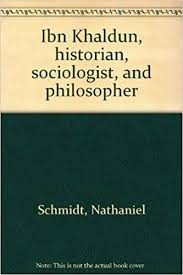 Ibn Khaldun,
historian,
sociologist, and
philosopher
Schmidt, Nathaniel
Note: This is not the actual book cover